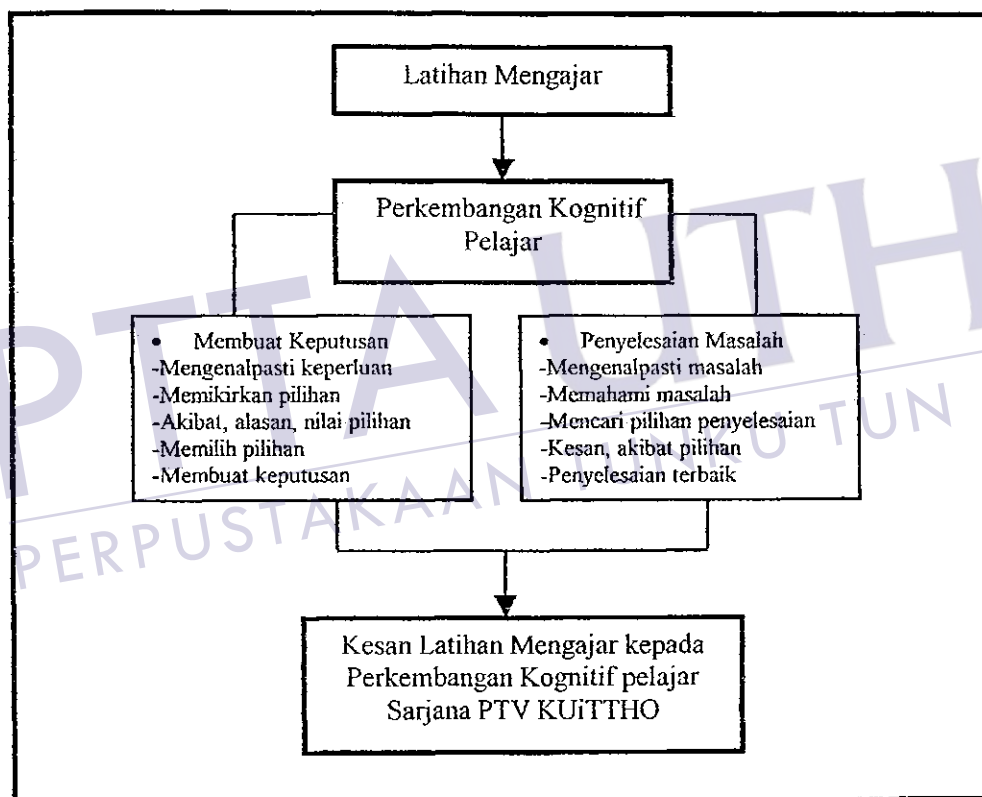 Latihan Mengajar
Perkembangan Kognitif
Pelajar
• Membuat Keputusan
-Mengenalpasti keperluan
-Memikirkan pilihan
-Akibat, alasan, nilai pilihan
-Memilih pilihan
-Membuat keputusan
• Penyelesaian Masalah
-Mengenalpasti masalah
-Memahami masalah
-Mencari pilihan penyelesaian
-Kesan, akibat pilihan
-Penyelesaian terbaik
Kesan Latihan Mengajar kepada
Perkembangan Kognitif pelajar
Sarjana PTV KUiTTHO
PTTA UTH
PERPUSTAKAAN TUNKU TUN